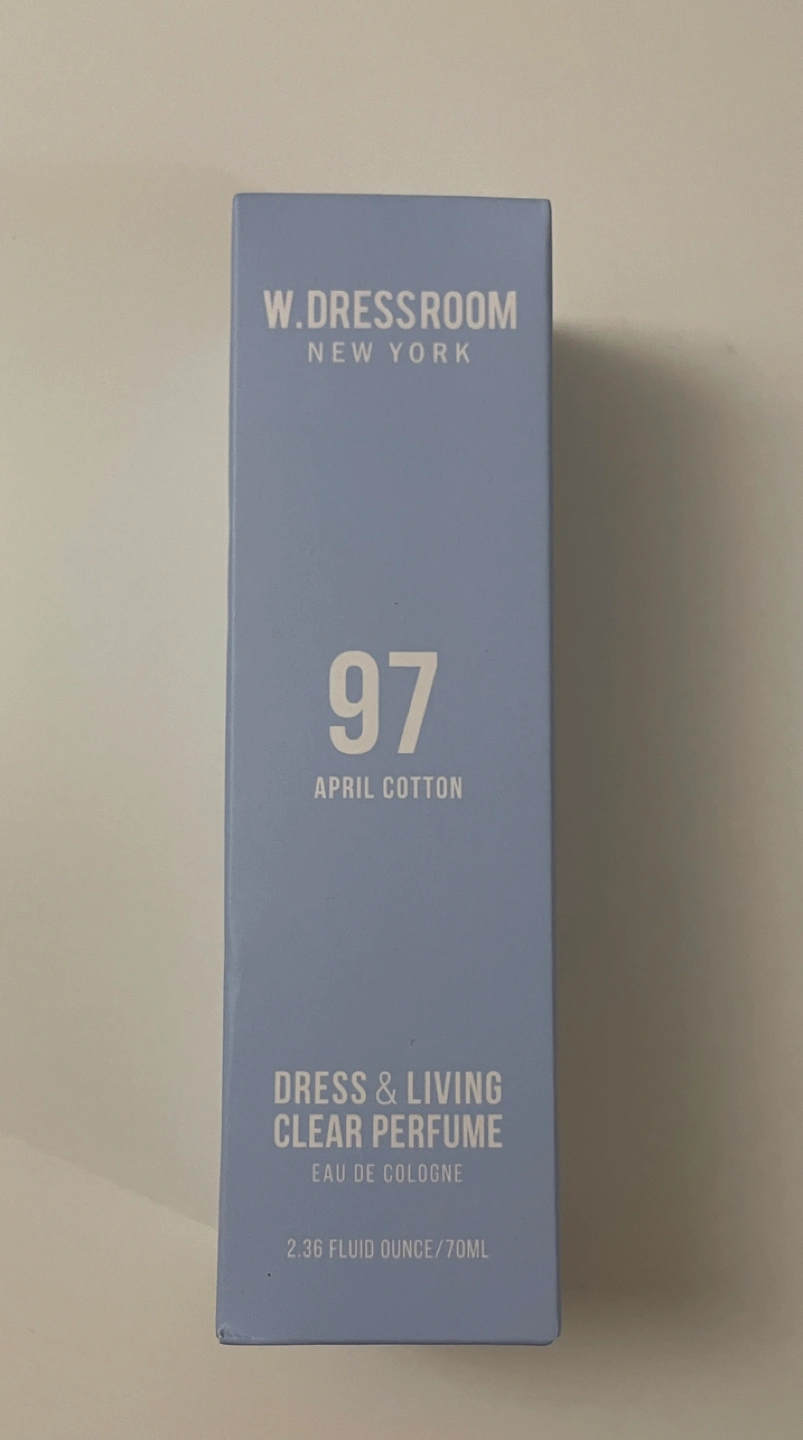 W.DRESSROOM
NEW YORK
97
APRIL COTTON
DRESS & LIVING
CLEAR PERFUME
EAU DE COLOGNE
2.36 FLUID OUNCE/70ML